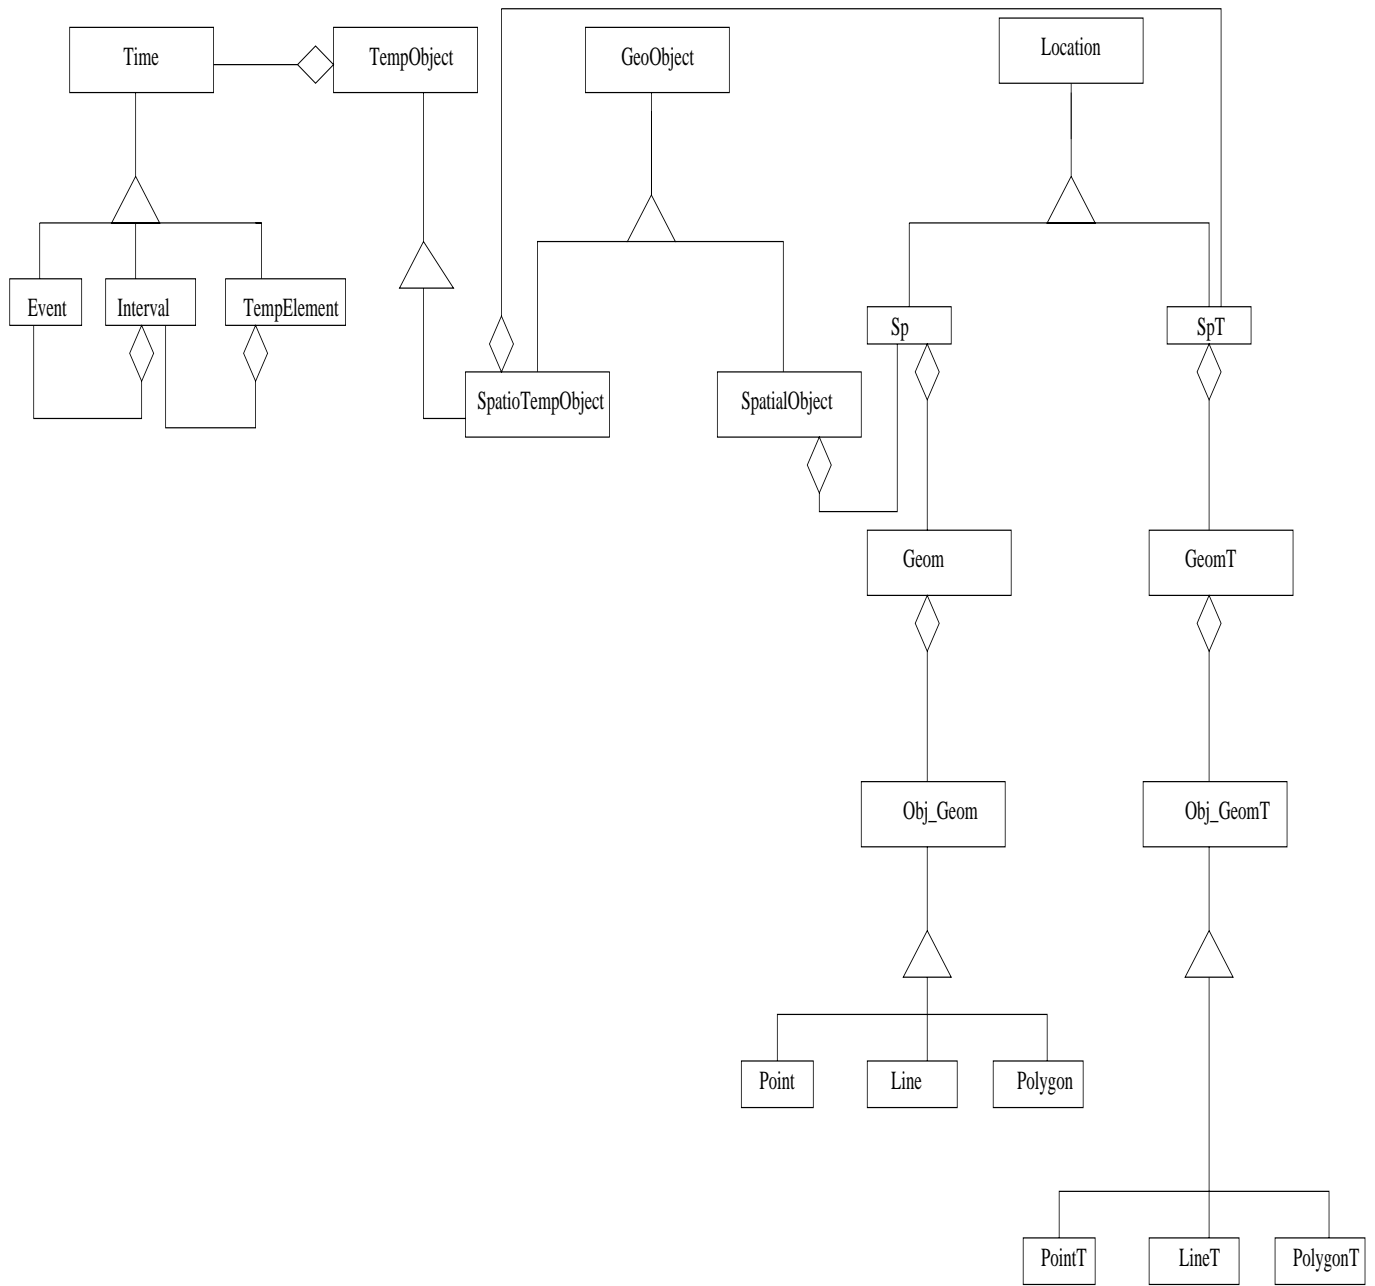 Time
TempObject
GeoObject
Location
Event
Interval
TempElement
Sp
SpT
SpatioTempObject
SpatialObject
Geom
GeomT
Obj_Geom
Obj_GeomT
Point
Line
Polygon
PointT
LineT
PolygonT